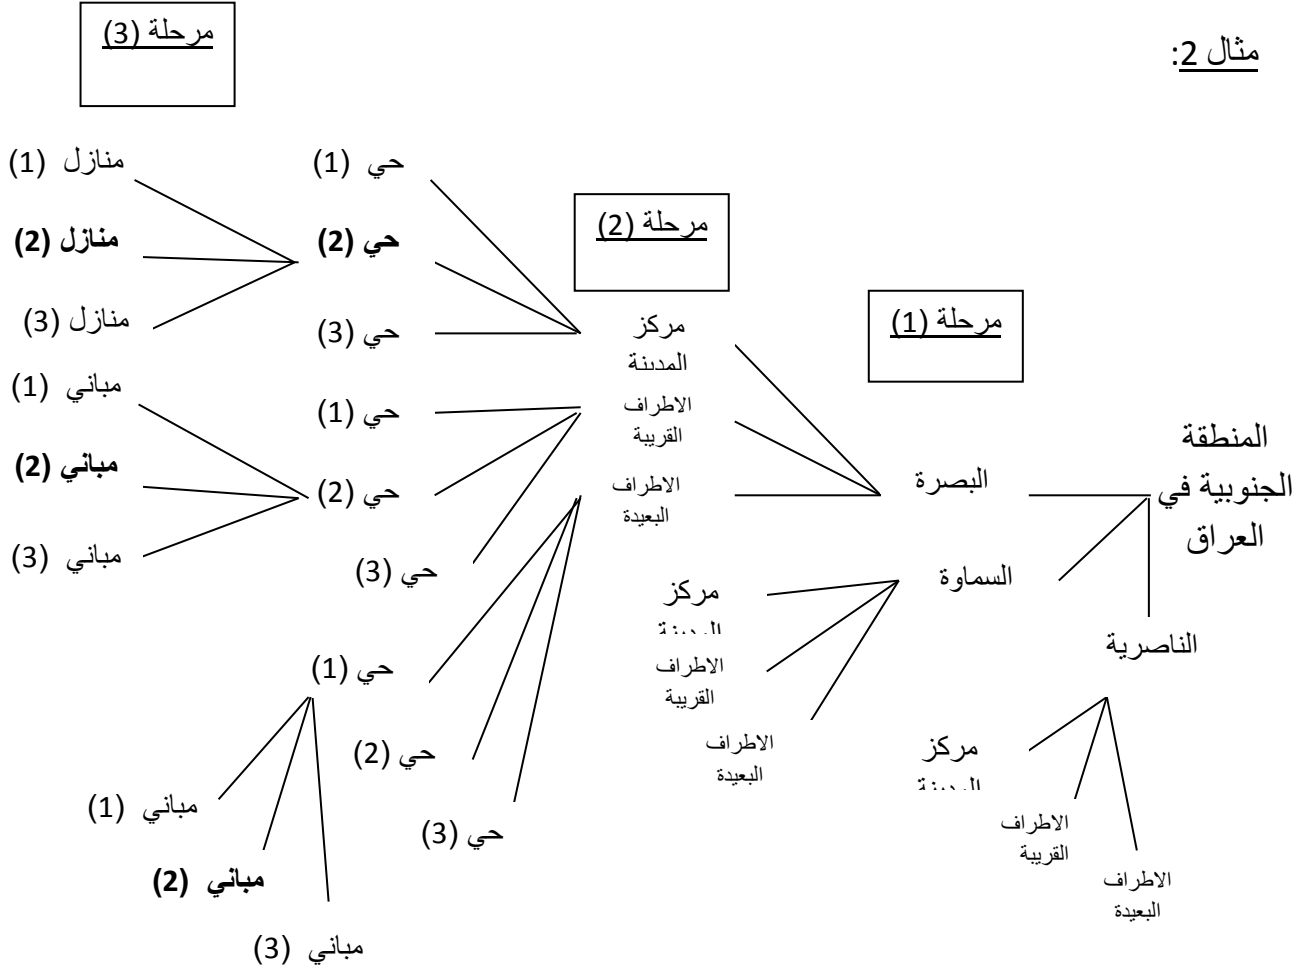 مثال 2:
مرحلة (3)
منازل (1)
حي (1)
مرحلة (2)
منازل (2)
حي (2)
مرحلة (1)
منازل (3)
حي (3)
مركز
المدينة
مباني (1)
حي (1)
الاطراف
القريبة
المنطقة
الجنوبية في
العراق
مباني (2)
حي (2)
الاطراف
البعيدة
البصرة
مباني (3)
حي (3)
السماوة
مركز
المدينة
الناصرية
حي (1)
الاطراف
القريبة
حي (2)
الاطراف
البعيدة
مركز
المدينة
مباني (1)
حي (3)
الاطراف
القريبة
مباني (2)
الاطراف
البعيدة
مباني (3)